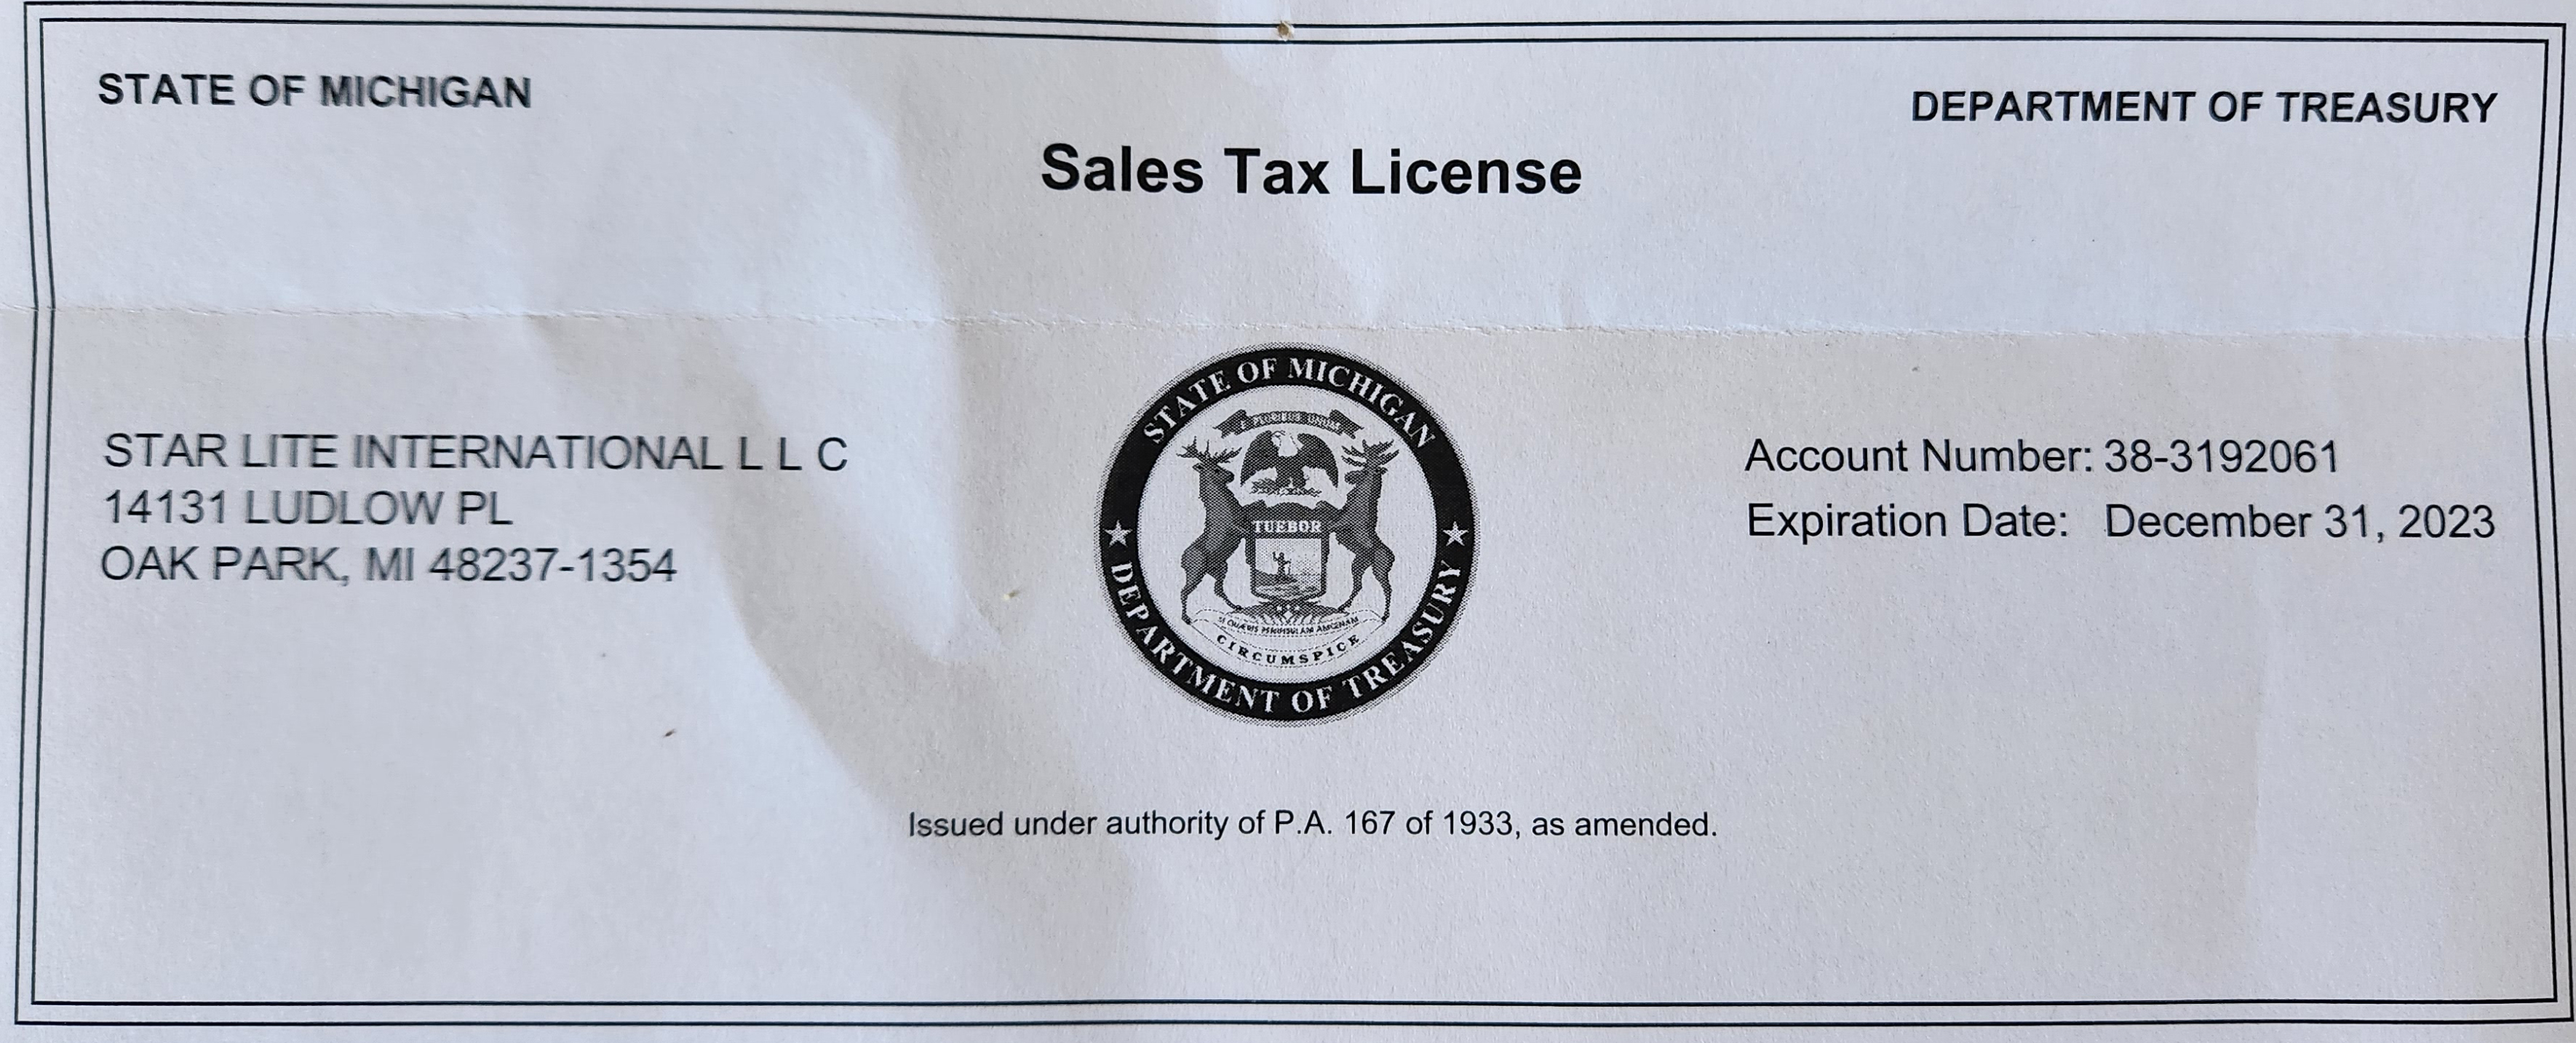 STATE OF MICHIGAN
DEPARTMENT OF TREASURY
Sales Tax License
STAR LITE INTERNATIONAL L L C
14131 LUDLOW PL
OAK PARK, MI 48237-1354
STATE OF MICHIGAN
E PLURIBUS UNUM
TUEBOR
SI QUÆRIS PENINSULAM AMŒNAM
CIRCUMSPICE
DEPARTMENT OF TREASURY
Account Number: 38-3192061
Expiration Date: December 31, 2023
Issued under authority of P.A. 167 of 1933, as amended.